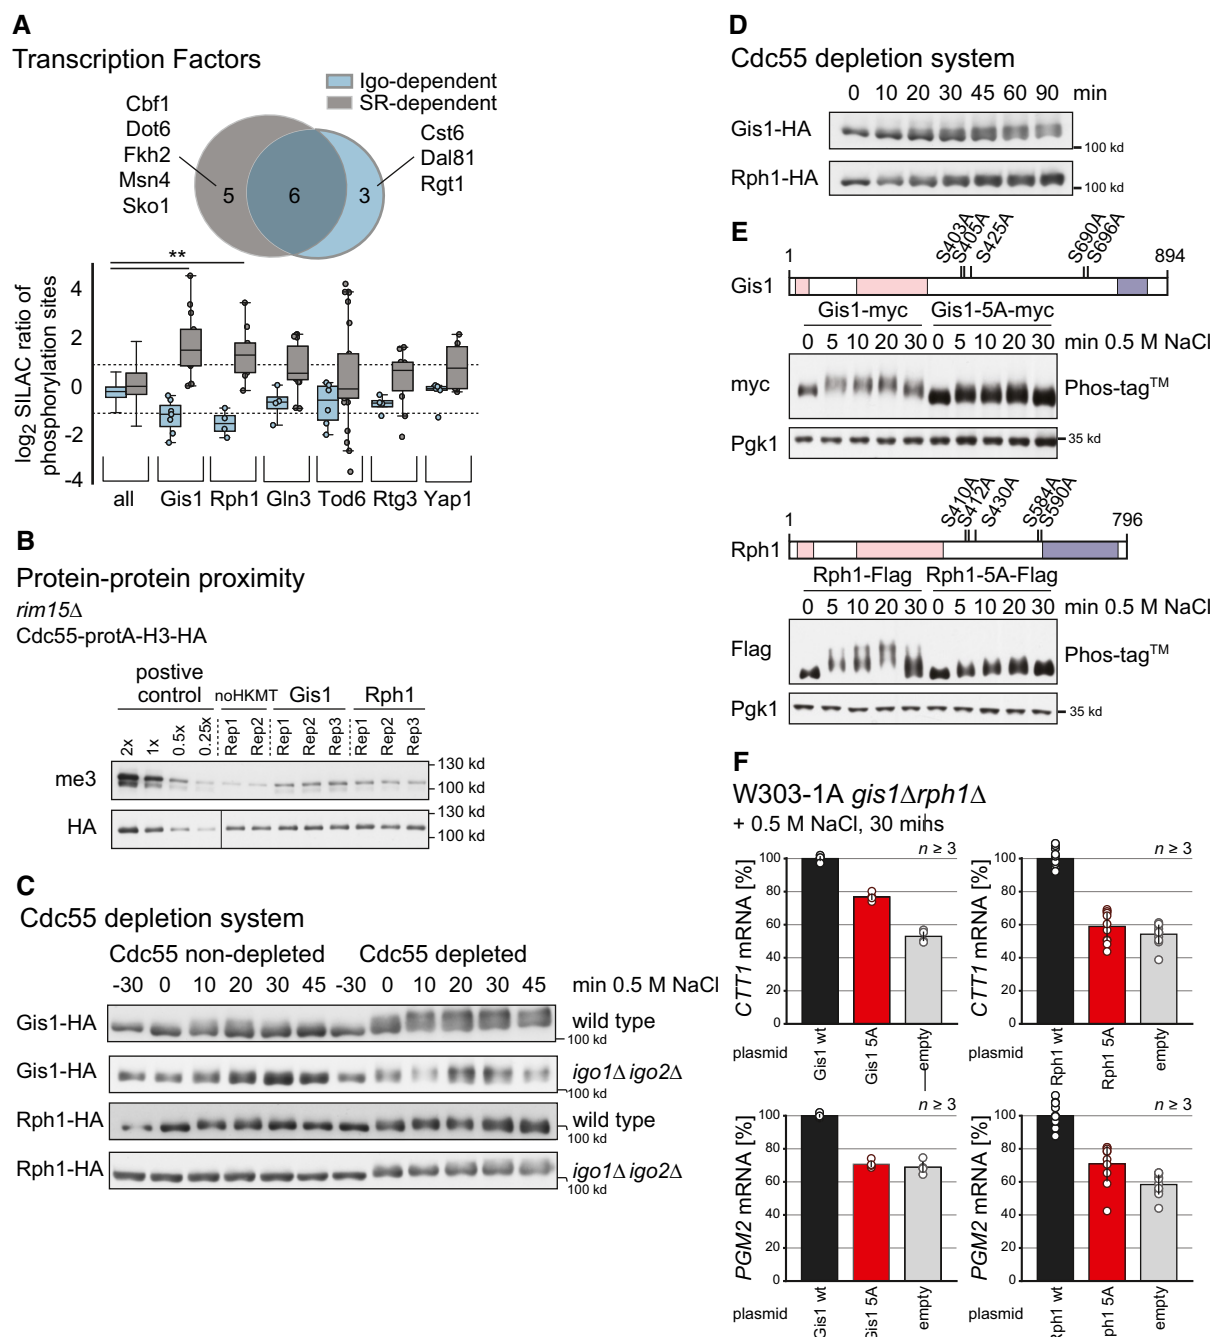 A
Transcription Factors
Igo-dependent
SR-dependent
Cbf1
Dot6
Fkh2
Msn4
Sko1
5
6
3
Cst6
Dal81
Rgt1
**
log2 SILAC ratio of
phosphorylation sites
4
2
0
-2
-4
all
Gis1
Rph1
Gln3
Tod6
Rtg3
Yap1
B
Protein-protein proximity
rim15Δ
Cdc55-protA-H3-HA
postive
control
noHKMT
Gis1
Rph1
2x
1x
0.5x
0.25x
Rep1
Rep2
Rep1
Rep2
Rep3
Rep1
Rep2
Rep3
me3
130 kd
100 kd
HA
130 kd
100 kd
C
Cdc55 depletion system
Cdc55 non-depleted
Cdc55 depleted
-30 0 10 20 30 45 -30 0 10 20 30 45 min 0.5 M NaCl
Gis1-HA
wild type
100 kd
Gis1-HA
igo1Δ igo2Δ
100 kd
Rph1-HA
wild type
100 kd
Rph1-HA
igo1Δ igo2Δ
100 kd
D
Cdc55 depletion system
0 10 20 30 45 60 90 min
Gis1-HA
100 kd
Rph1-HA
100 kd
E
S403A
S405A
S425A
S690A
S696A
1
894
Gis1
Gis1-myc
Gis1-5A-myc
0 5 10 20 30 0 5 10 20 30 min 0.5 M NaCl
myc
Phos-tag™
Pgk1
35 kd
S410A
S412A
S430A
S584A
S590A
1
796
Rph1
Rph1-Flag
Rph1-5A-Flag
0 5 10 20 30 0 5 10 20 30 min 0.5 M NaCl
Flag
Phos-tag™
Pgk1
35 kd
F
W303-1A gis1Δrph1Δ
+ 0.5 M NaCl, 30 mins
CTT1 mRNA [%]
100
80
60
40
20
0
n ≥ 3
plasmid
Gis1 wt
Gis1 5A
empty
CTT1 mRNA [%]
100
80
60
40
20
0
n ≥ 3
plasmid
Rph1 wt
Rph1 5A
empty
PGM2 mRNA [%]
100
80
60
40
20
0
n ≥ 3
plasmid
Gis1 wt
Gis1 5A
empty
PGM2 mRNA [%]
100
80
60
40
20
0
n ≥ 3
plasmid
Rph1 wt
Rph1 5A
empty